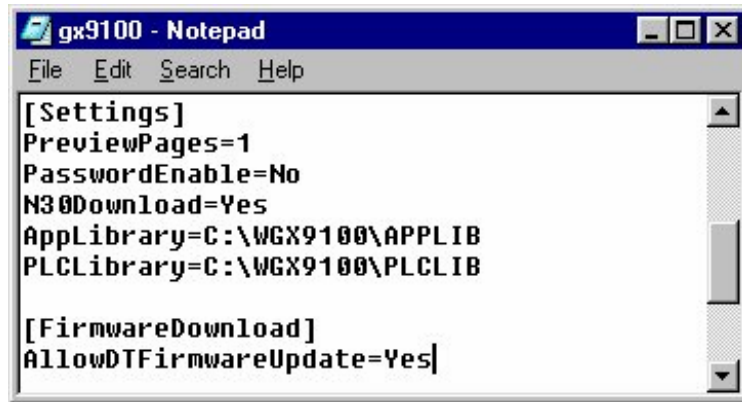 gx9100 - Notepad
File Edit Search Help
[Settings]
PreviewPages=1
PasswordEnable=No
N30Download=Yes
AppLibrary=C:\WGX9100\APPLIB
PLCLibrary=C:\WGX9100\PLCLIB
[FirmwareDownload]
AllowDTFirmwareUpdate=Yes